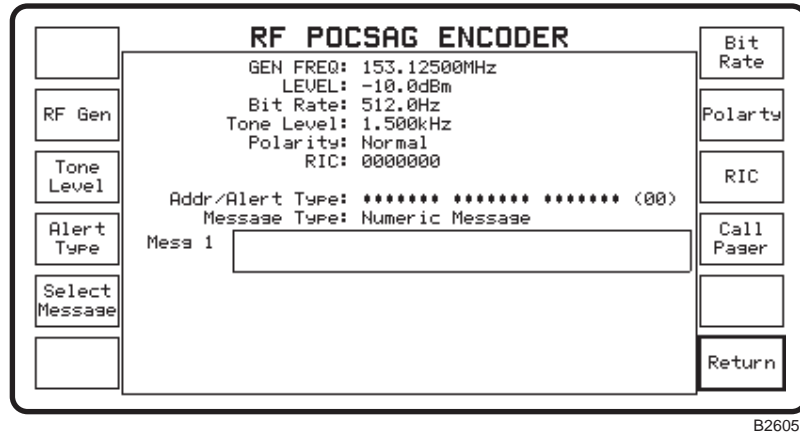 RF POCSAG ENCODER
GEN FREQ: 153.12500MHz
LEVEL: -10.0dBm
Bit Rate: 512.0Hz
Tone Level: 1.500kHz
Polarity: Normal
RIC: 0000000
Addr/Alert Type: ♦♦♦♦♦♦♦ ♦♦♦♦♦♦♦ ♦♦♦♦♦♦♦ (00)
Message Type: Numeric Message
Mesg 1
RF Gen
Tone
Level
Alert
Type
Select
Message
Bit
Rate
Polarty
RIC
Call
Pager
Return
B2605